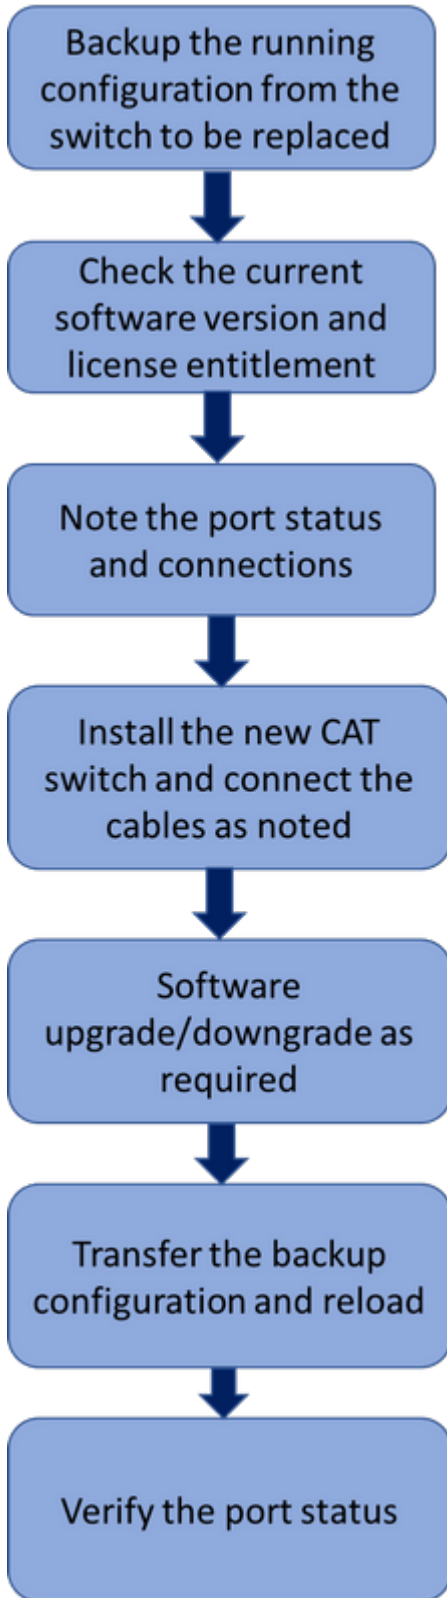 Backup the running
configuration from the
switch to be replaced
Check the current
software version and
license entitlement
Note the port status
and connections
Install the new CAT
switch and connect the
cables as noted
Software
upgrade/downgrade as
required
Transfer the backup
configuration and reload
Verify the port status